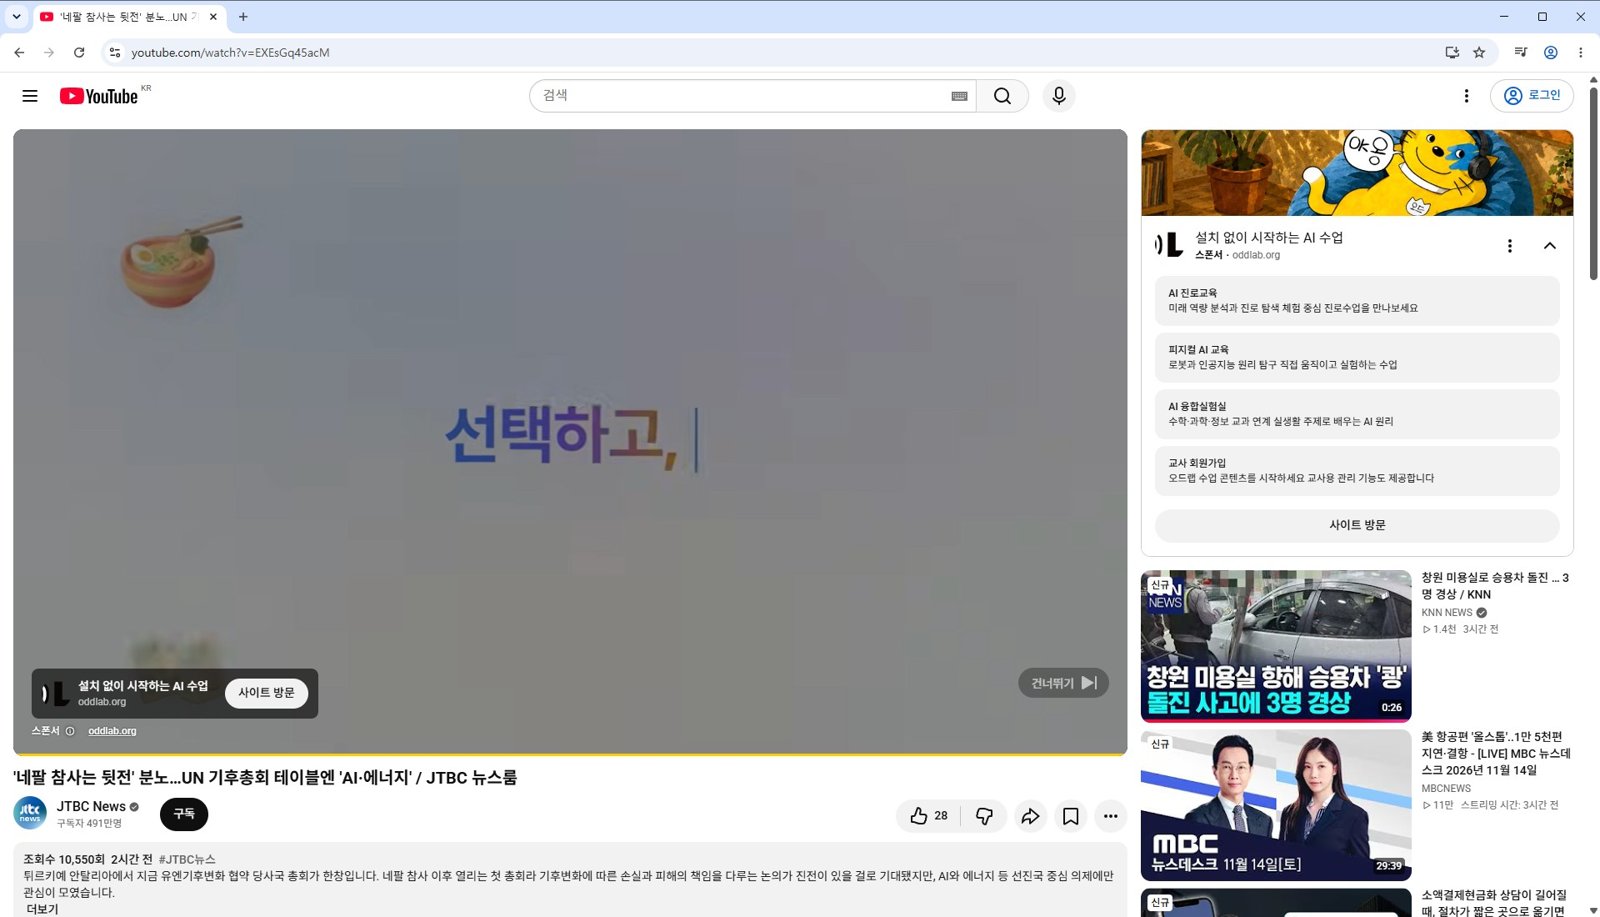 '네팔 참사는 뒷전' 분노...UN 기
youtube.com/watch?v=EXEsGq45acM
YouTube KR
검색
로그인
선택하고,
설치 없이 시작하는 AI 수업
oddlab.org
사이트 방문
건너뛰기
스폰서
oddlab.org
'네팔 참사는 뒷전' 분노...UN 기후총회 테이블엔 'AI·에너지' / JTBC 뉴스룸
jtbc news
JTBC News
구독자 491만명
구독
28
조회수 10,550회 2시간 전 #JTBC뉴스
튀르키예 안탈리아에서 지금 유엔기후변화 협약 당사국 총회가 한창입니다. 네팔 참사 이후 열리는 첫 총회라 기후변화에 따른 손실과 피해의 책임을 다루는 논의가 진전이 있을 걸로 기대됐지만, AI와 에너지 등 선진국 중심 의제에만
관심이 모였습니다.
더보기
야옹
오드
설치 없이 시작하는 AI 수업
스폰서 · oddlab.org
AI 진로교육
미래 역량 분석과 진로 탐색 체험 중심 진로수업을 만나보세요
피지컬 AI 교육
로봇과 인공지능 원리 탐구 직접 움직이고 실험하는 수업
AI 융합실험실
수학·과학·정보 교과 연계 실생활 주제로 배우는 AI 원리
교사 회원가입
오드랩 수업 콘텐츠를 시작하세요 교사용 관리 기능도 제공합니다
사이트 방문
신규
NEWS
창원 미용실 향해 승용차 '쾅'
돌진 사고에 3명 경상
0:26
창원 미용실로 승용차 돌진 ... 3
명 경상 / KNN
KNN NEWS
1.4천 3시간 전
신규
MBC
뉴스데스크 11월 14일[토]
29:39
美 항공편 '올스톱'..1만 5천편
지연·결항 - [LIVE] MBC 뉴스데
스크 2026년 11월 14일
MBCNEWS
11만 스트리밍 시간: 3시간 전
신규
소액결제현금화 상담이 길어질
때, 절차가 짧은 곳으로 옮기면